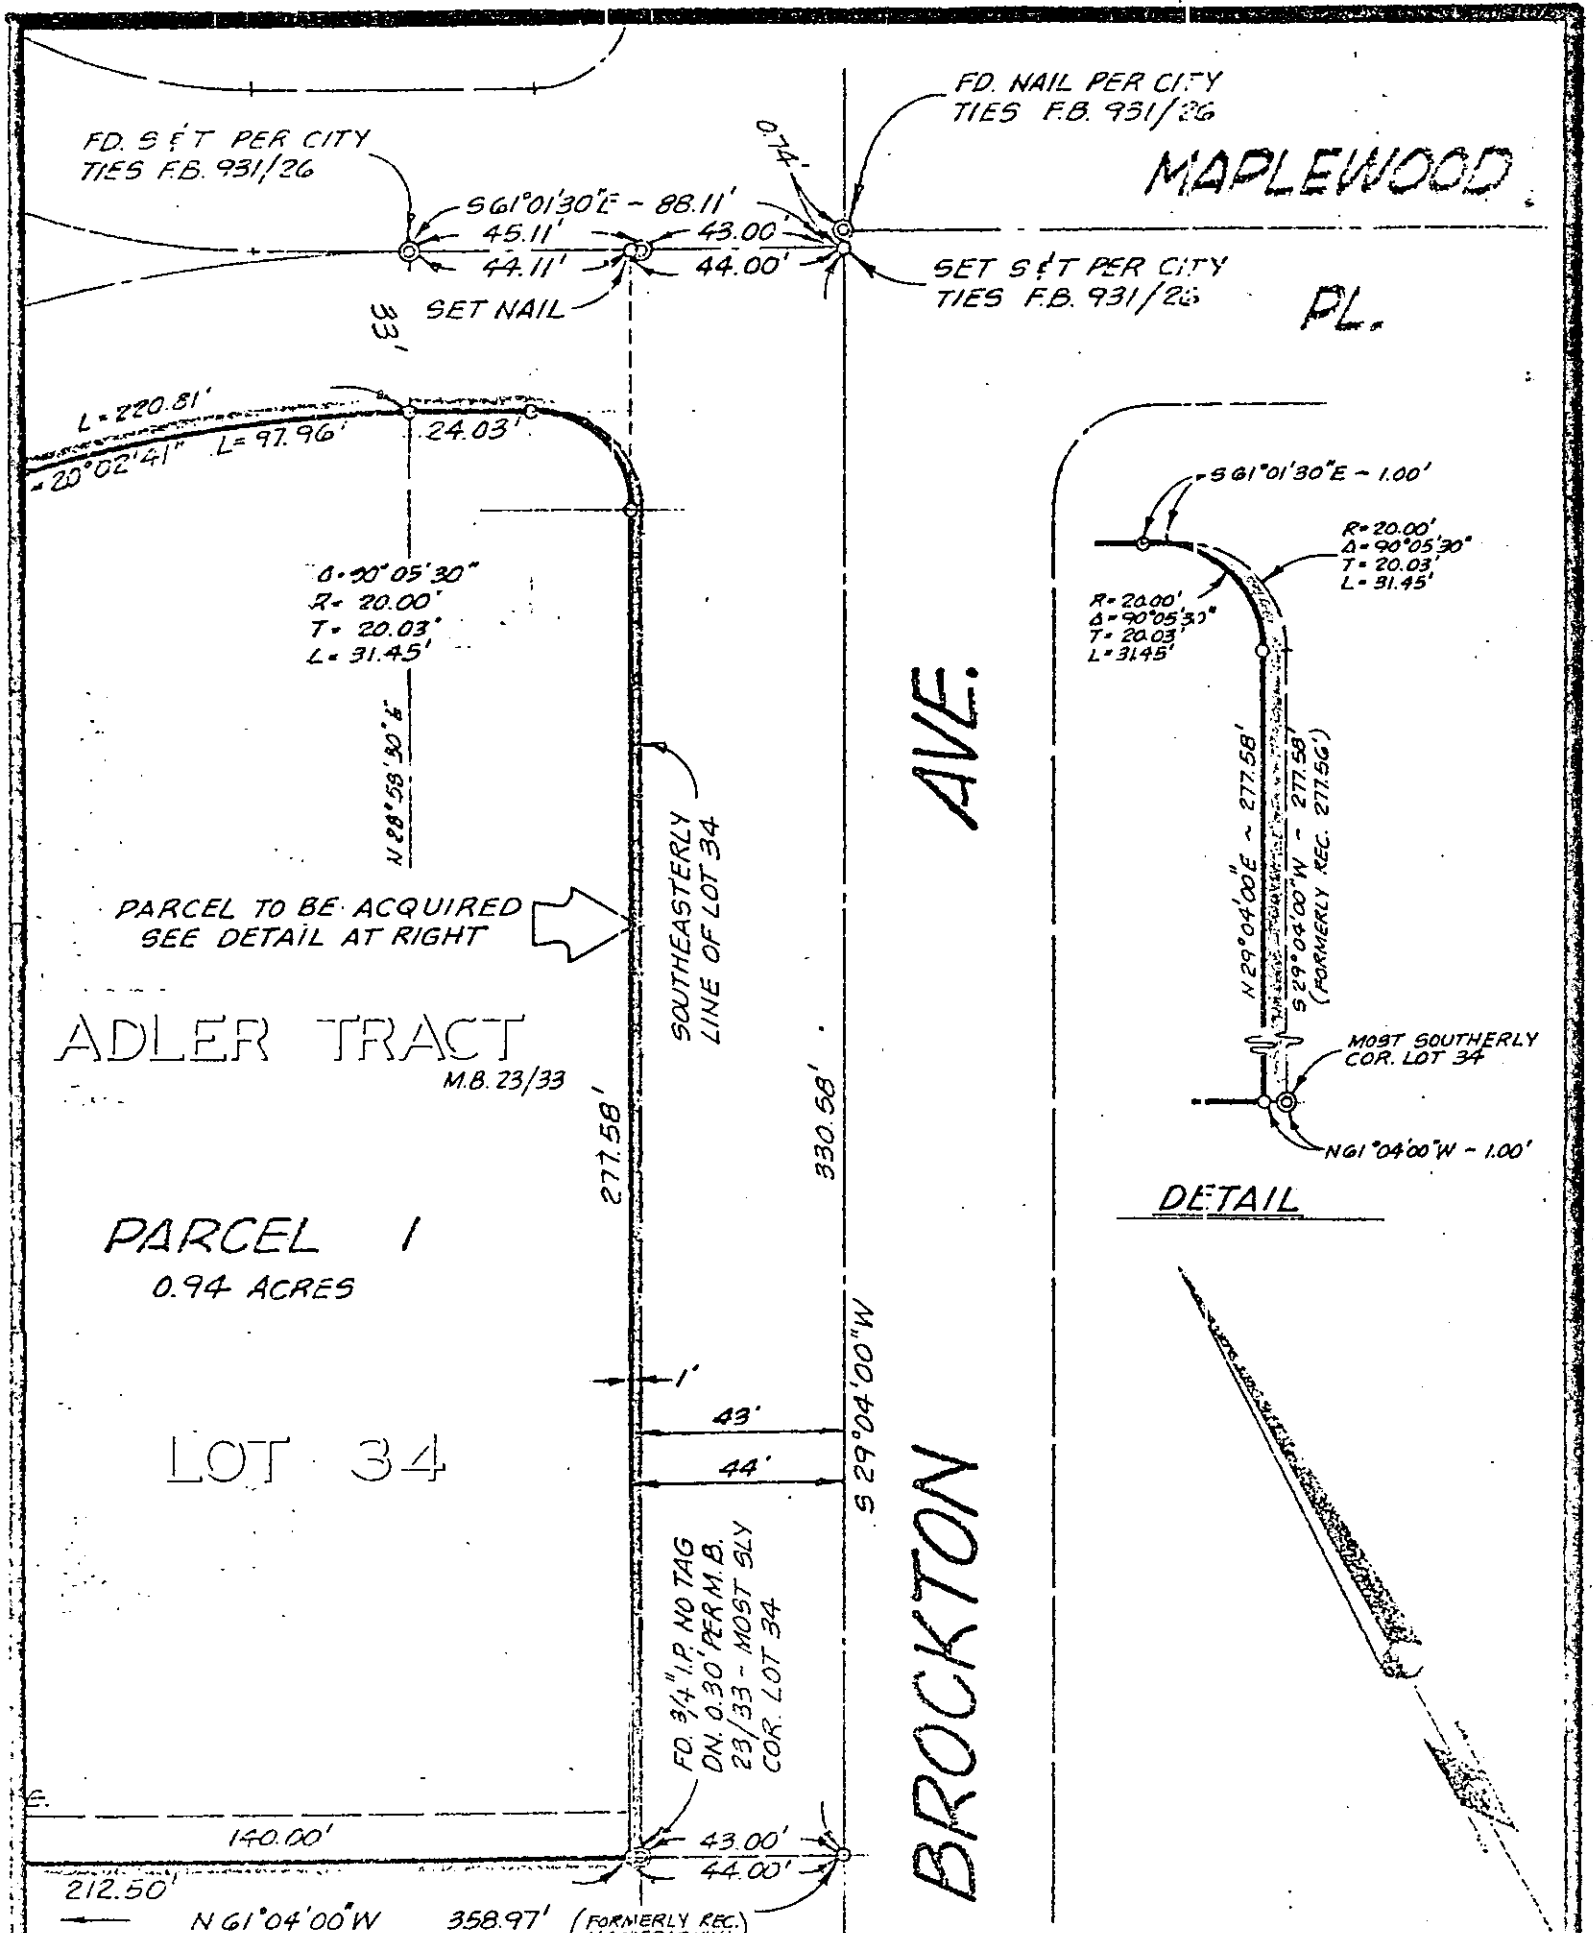 FD. NAIL PER CITY
TIES F.B. 931/26
FD. S & T PER CITY
TIES F.B. 931/26
0.74'
MAPLEWOOD
PL.
S 61°01'30"E - 88.11'
45.11'
43.00'
44.11'
44.00'
SET NAIL
SET S & T PER CITY
TIES F.B. 931/26
33'
L=220.81'
20°02'41"
L=97.96'
24.03'
Δ=90°05'30"
R= 20.00'
T= 20.03'
L= 31.45'
N 28°58'30"E
S 61°01'30"E - 1.00'
R=20.00'
Δ=90°05'30"
T=20.03'
L=31.45'
R=20.00'
Δ=90°05'30"
T=20.03'
L=31.45'
N 29°04'00"E ~ 277.58'
S 29°04'00"W - 277.58'
(FORMERLY REC. 277.56')
MOST SOUTHERLY
COR. LOT 34
N 61°04'00"W - 1.00'
DETAIL
SOUTHEASTERLY
LINE OF LOT 34
PARCEL TO BE ACQUIRED
SEE DETAIL AT RIGHT
ADLER TRACT
M.B. 23/33
277.58'
330.58'
AVE.
PARCEL 1
0.94 ACRES
1'
43'
44'
S 29°04'00"W
LOT 34
BROCKTON
FD. 3/4" I.P. NO TAG
DN. 0.30' PER M.B.
23/33 - MOST SLY
COR. LOT 34
140.00'
43.00'
44.00'
212.50'
N 61°04'00"W
358.97'
(FORMERLY REC.)